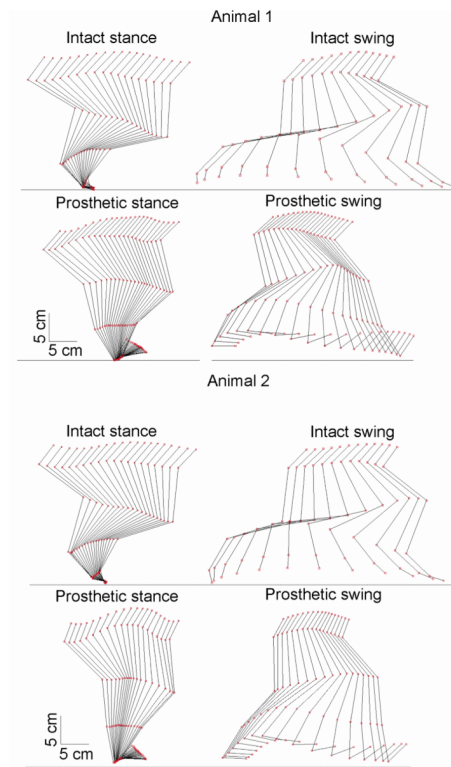 Animal 1
Intact stance
Intact swing
Prosthetic stance
Prosthetic swing
5 cm
5 cm
Animal 2
Intact stance
Intact swing
Prosthetic stance
Prosthetic swing
5 cm
5 cm